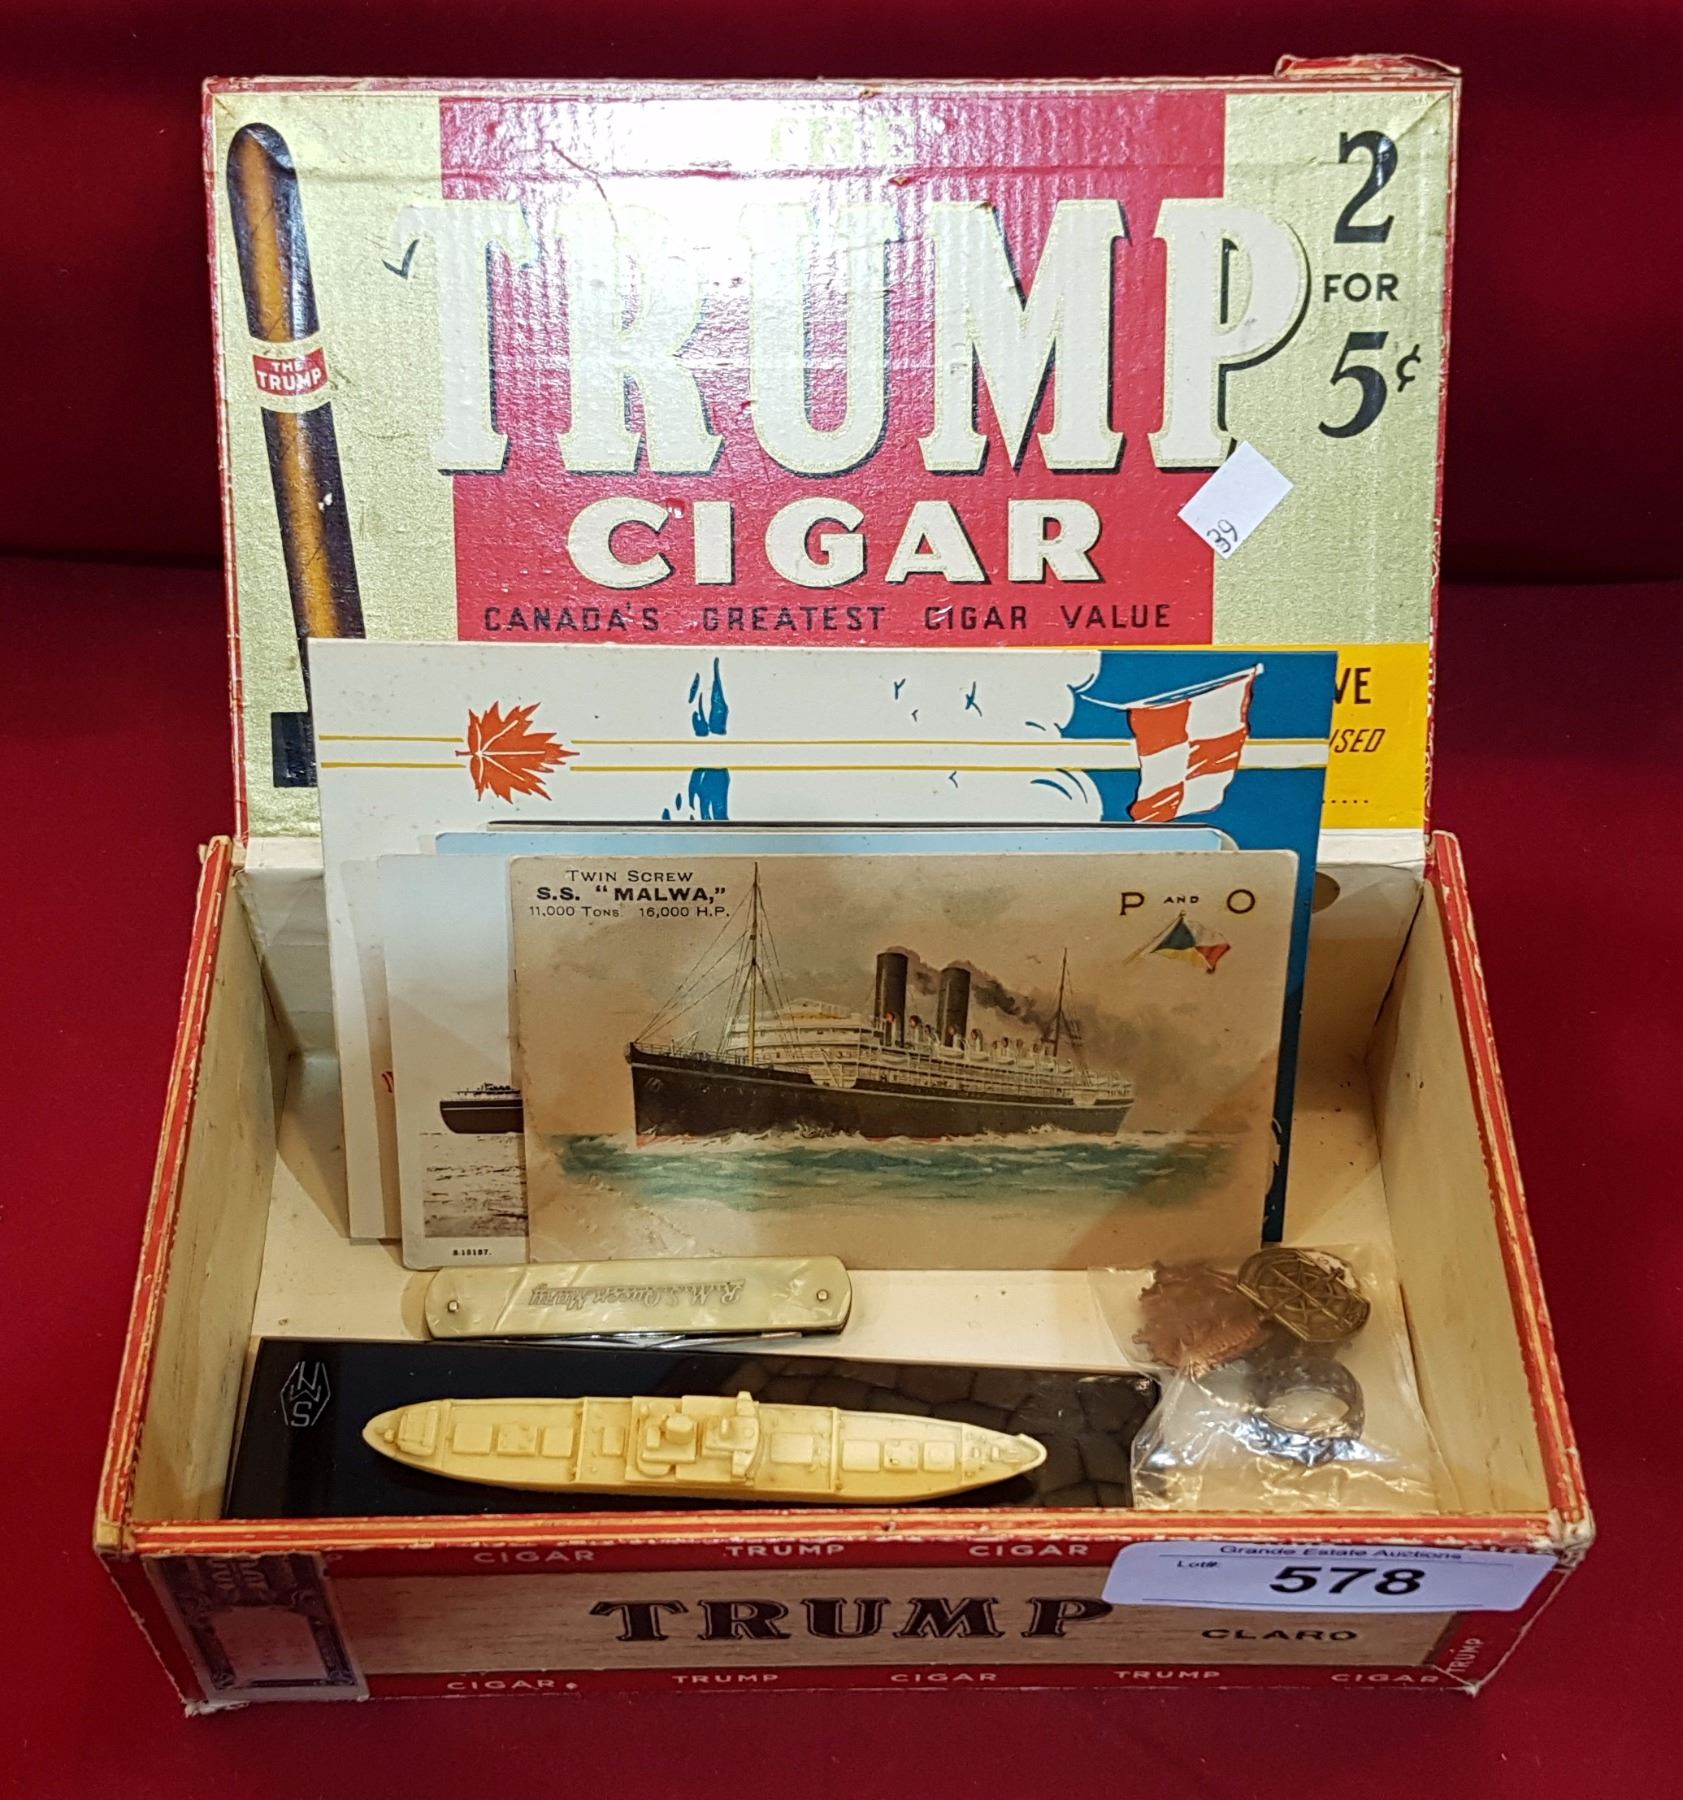 THE
TRUMP
CIGAR
CANADA'S GREATEST CIGAR VALUE
2
FOR
5¢
THE
TRUMP
39
VE
ISED
TWIN SCREW
S.S. "MALWA,"
11,000 TONS 16,000 H.P.
P AND O
S 15187.
R.M.S. Queen Mary
N
S
CIGAR TRUMP CIGAR
Grande Estate Auctions
Lot#:
578
TRUMP
CLARO
CIGAR. TRUMP CIGAR TRUMP CIGAR
TRUMP